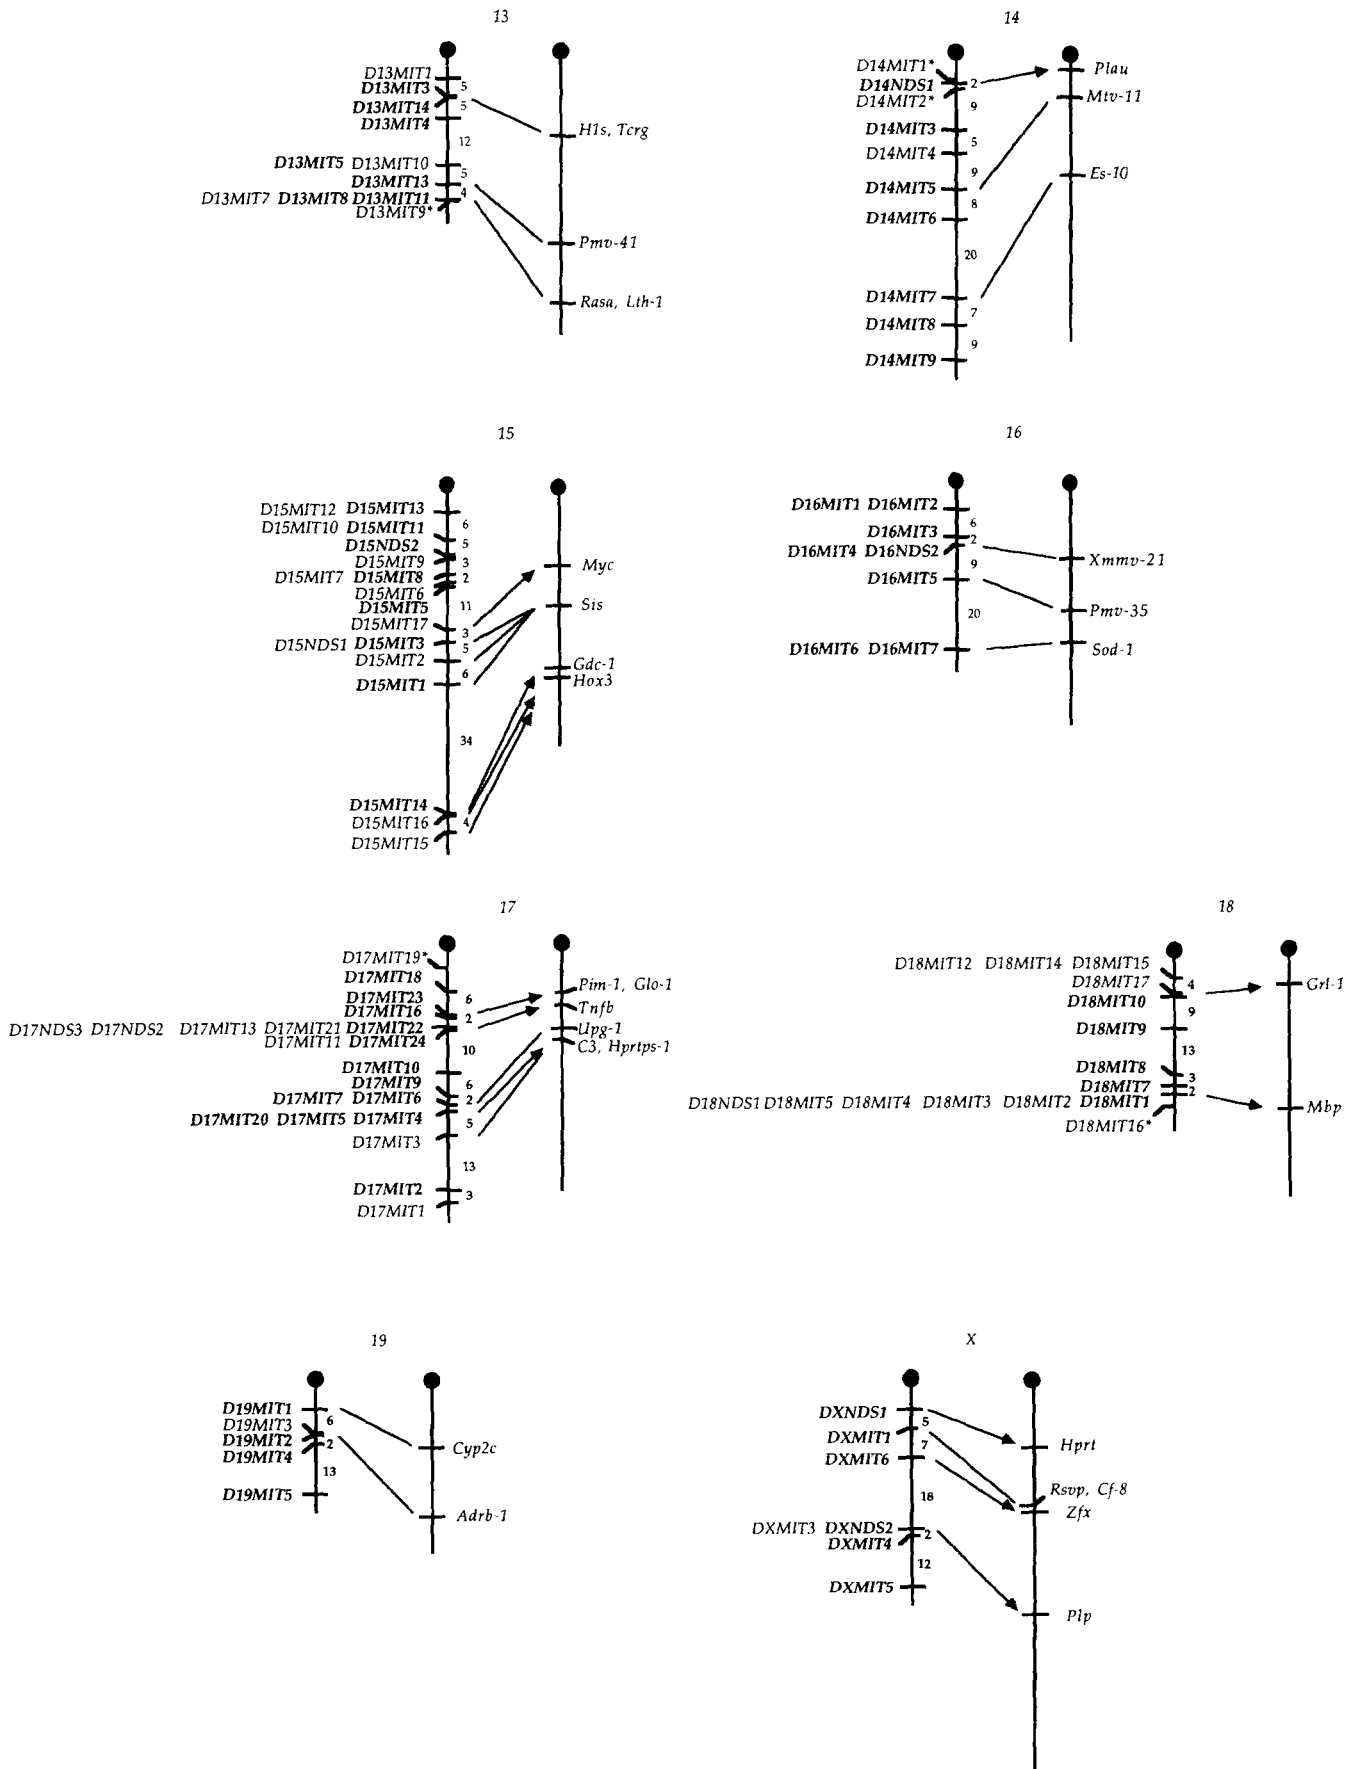 13
D13MIT1
D13MIT3
5
D13MIT14
5
D13MIT4
H1s, Tcrg
12
D13MIT5 D13MIT10
5
D13MIT13
D13MIT7 D13MIT8 D13MIT11
4
D13MIT9*
Pmv-41
Rasa, Lth-1
14
D14MIT1*
Plau
D14NDS1
2
D14MIT2*
Mtv-11
9
D14MIT3
5
D14MIT4
9
Es-10
D14MIT5
8
D14MIT6
20
D14MIT7
7
D14MIT8
9
D14MIT9
15
D15MIT12 D15MIT13
D15MIT10 D15MIT11
6
D15NDS2
5
D15MIT9
3
Myc
D15MIT7 D15MIT8
2
D15MIT6
D15MIT5
11
Sis
D15MIT17
3
D15NDS1 D15MIT3
5
D15MIT2
Gdc-1
6
Hox3
D15MIT1
34
D15MIT14
D15MIT16
4
D15MIT15
16
D16MIT1 D16MIT2
6
D16MIT3
2
D16MIT4 D16NDS2
Xmmv-21
9
D16MIT5
20
Pmv-35
D16MIT6 D16MIT7
Sod-1
17
D17MIT19*
D17MIT18
Pim-1, Glo-1
D17MIT23
6
D17MIT16
Tnfb
2
D17NDS3 D17NDS2 D17MIT13 D17MIT21 D17MIT22
Upg-1
D17MIT11 D17MIT24
C3, Hprtps-1
10
D17MIT10
D17MIT9
6
D17MIT7 D17MIT6
2
D17MIT20 D17MIT5 D17MIT4
5
D17MIT3
13
D17MIT2
3
D17MIT1
18
D18MIT12 D18MIT14 D18MIT15
D18MIT17
4
Grl-1
D18MIT10
9
D18MIT9
13
D18MIT8
3
D18MIT7
2
D18NDS1 D18MIT5 D18MIT4 D18MIT3 D18MIT2 D18MIT1
Mbp
D18MIT16*
19
D19MIT1
D19MIT3
6
D19MIT2
2
D19MIT4
Cyp2c
13
D19MIT5
Adrb-1
X
DXNDS1
5
DXMIT1
7
Hprt
DXMIT6
Rsvp, Cf-8
18
Zfx
DXMIT3 DXNDS2
2
DXMIT4
12
DXMIT5
Plp